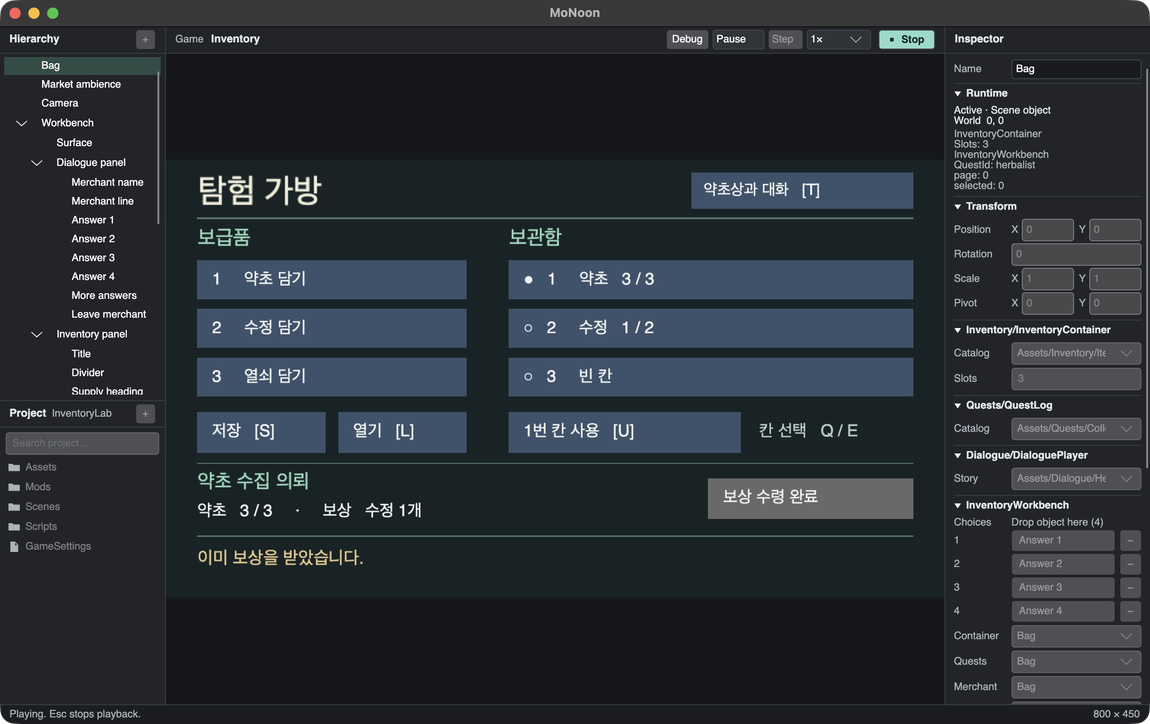 MoNoon
Hierarchy +
Bag
Market ambience
Camera
Workbench
Surface
Dialogue panel
Merchant name
Merchant line
Answer 1
Answer 2
Answer 3
Answer 4
More answers
Leave merchant
Inventory panel
Title
Divider
Supply heading
Project InventoryLab +
Search project...
Assets
Mods
Scenes
Scripts
GameSettings
Game Inventory Debug Pause Step 1× Stop
탐험 가방
약초상과 대화 [T]
보급품
1 약초 담기
2 수정 담기
3 열쇠 담기
저장 [S] 열기 [L]
보관함
● 1 약초 3 / 3
○ 2 수정 1 / 2
○ 3 빈 칸
1번 칸 사용 [U] 칸 선택 Q / E
약초 수집 의뢰
약초 3 / 3 · 보상 수정 1개
보상 수령 완료
이미 보상을 받았습니다.
Inspector
Name Bag
Runtime
Active · Scene object
World 0, 0
InventoryContainer
Slots: 3
InventoryWorkbench
QuestId: herbalist
page: 0
selected: 0
Transform
Position X 0 Y 0
Rotation 0
Scale X 1 Y 1
Pivot X 0 Y 0
Inventory/InventoryContainer
Catalog Assets/Inventory/Ite
Slots 3
Quests/QuestLog
Catalog Assets/Quests/Coll
Dialogue/DialoguePlayer
Story Assets/Dialogue/He
InventoryWorkbench
Choices Drop object here (4)
1 Answer 1 –
2 Answer 2 –
3 Answer 3 –
4 Answer 4 –
Container Bag
Quests Bag
Merchant Bag
Playing. Esc stops playback. 800 × 450